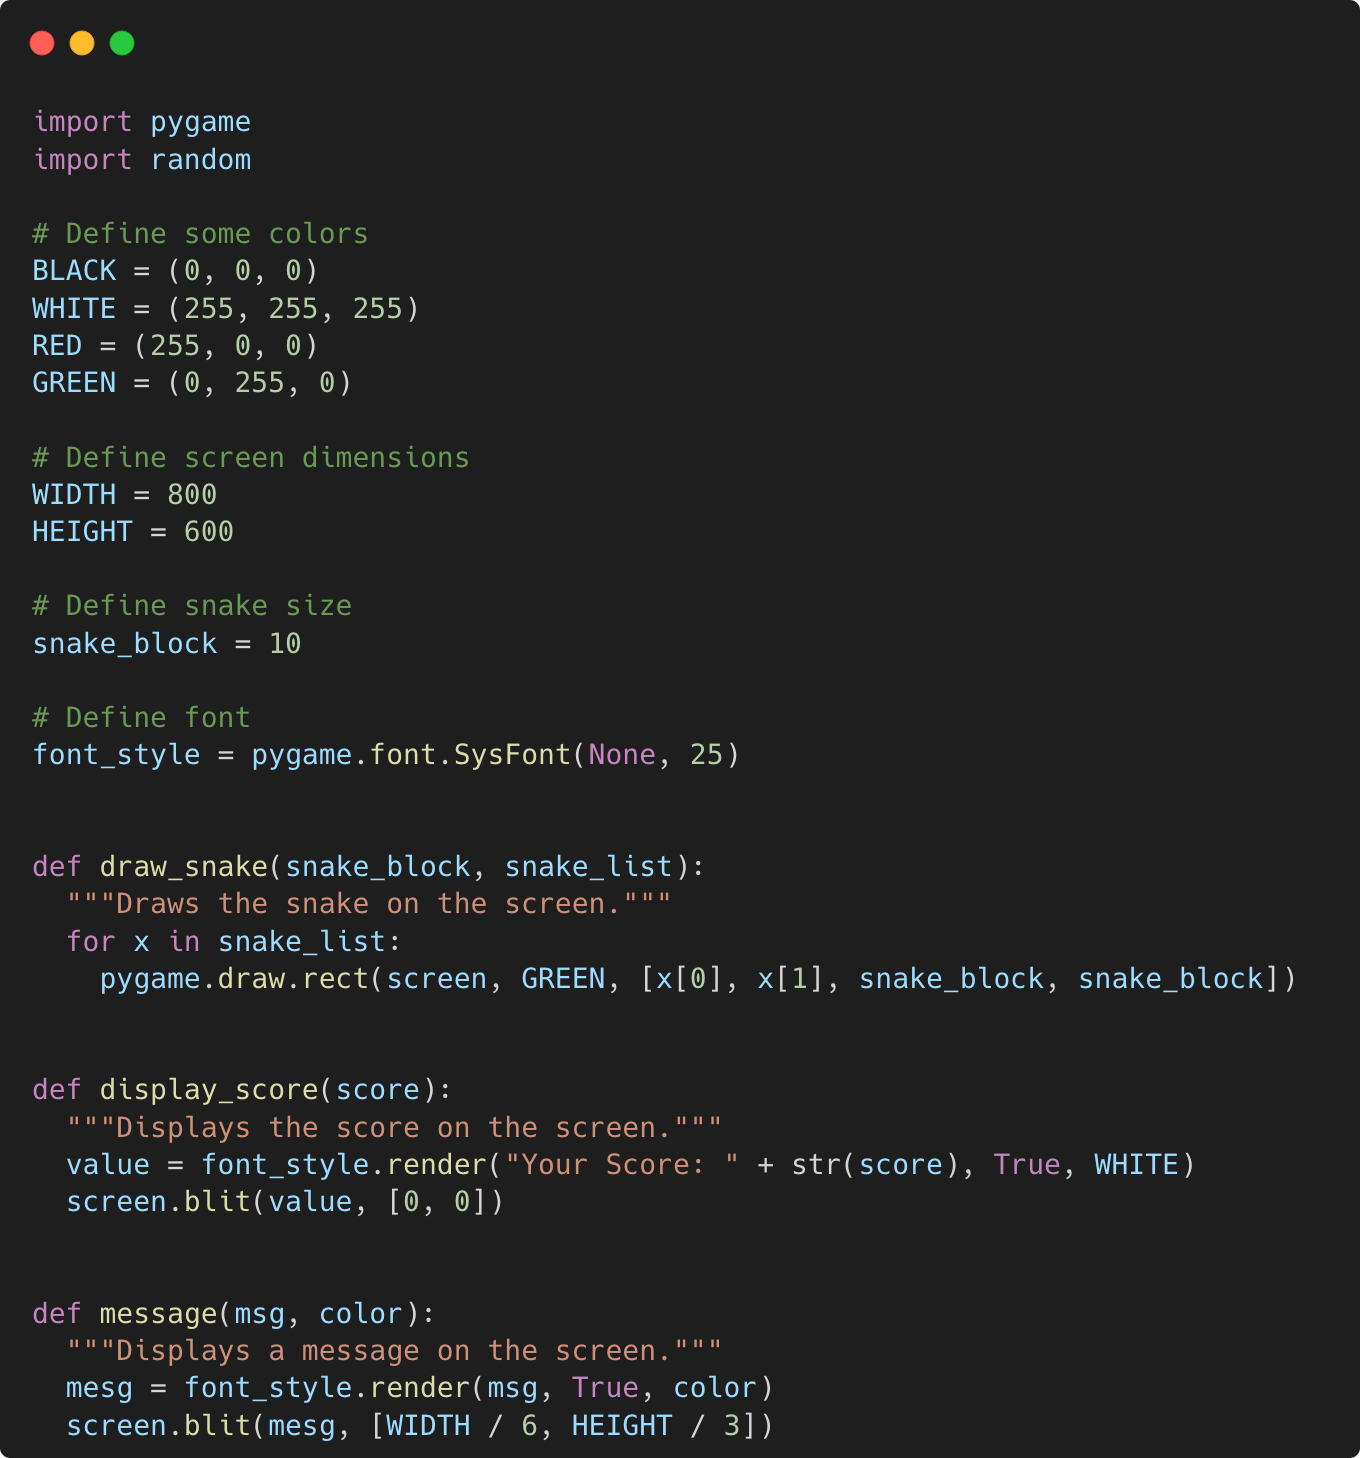 import pygame
import random

# Define some colors
BLACK = (0, 0, 0)
WHITE = (255, 255, 255)
RED = (255, 0, 0)
GREEN = (0, 255, 0)

# Define screen dimensions
WIDTH = 800
HEIGHT = 600

# Define snake size
snake_block = 10

# Define font
font_style = pygame.font.SysFont(None, 25)


def draw_snake(snake_block, snake_list):
  """Draws the snake on the screen."""
  for x in snake_list:
    pygame.draw.rect(screen, GREEN, [x[0], x[1], snake_block, snake_block])


def display_score(score):
  """Displays the score on the screen."""
  value = font_style.render("Your Score: " + str(score), True, WHITE)
  screen.blit(value, [0, 0])


def message(msg, color):
  """Displays a message on the screen."""
  mesg = font_style.render(msg, True, color)
  screen.blit(mesg, [WIDTH / 6, HEIGHT / 3])